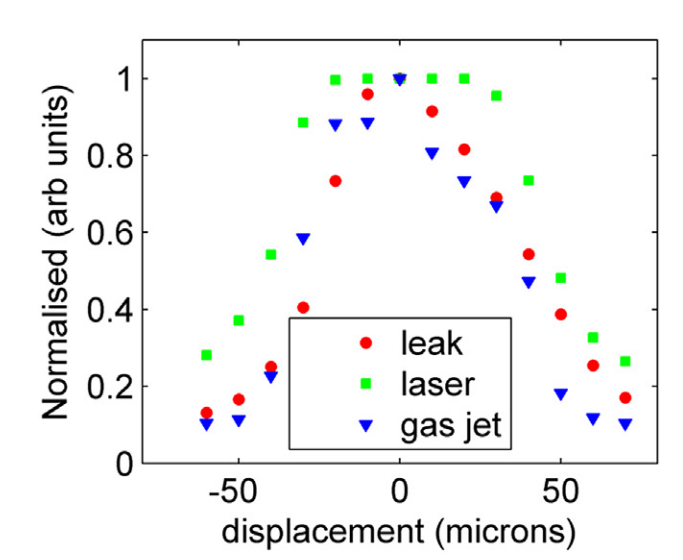 Normalised (arb units)
1
0.8
0.6
0.4
0.2
0
leak
laser
gas jet
-50 0 50
displacement (microns)